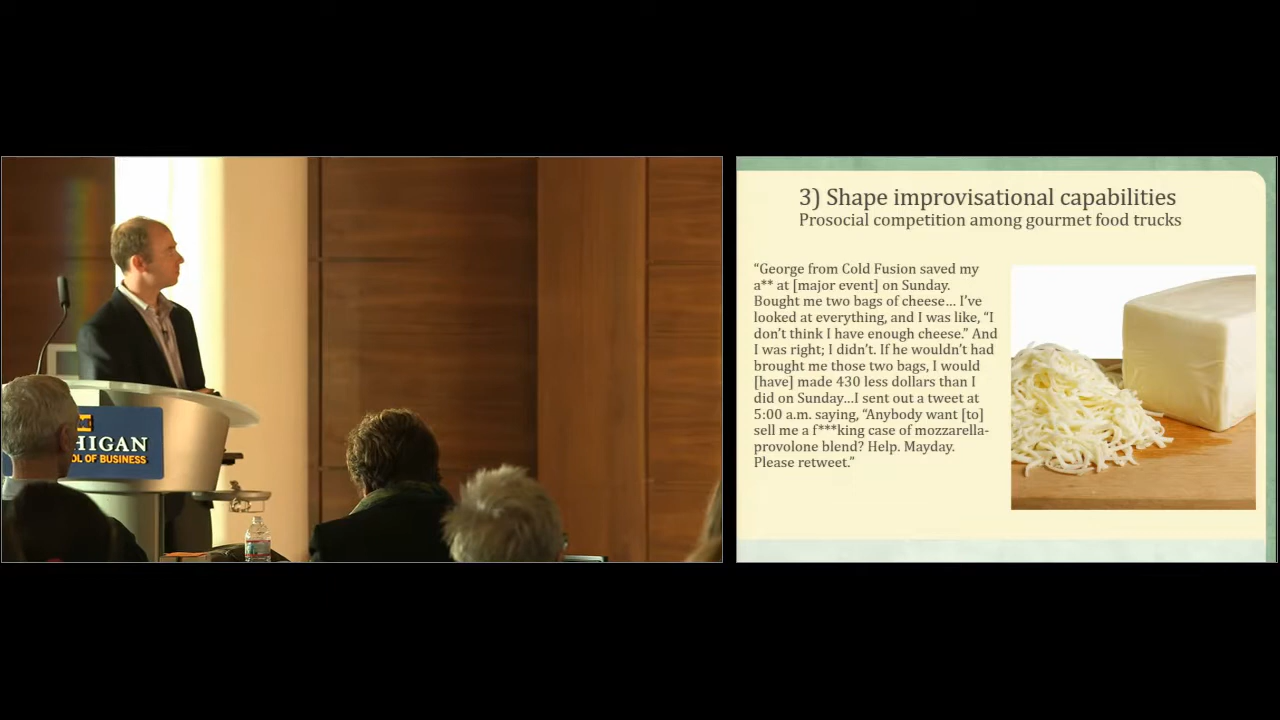 HIGAN
OL OF BUSINESS
3) Shape improvisational capabilities
Prosocial competition among gourmet food trucks
“George from Cold Fusion saved my
a** at [major event] on Sunday.
Bought me two bags of cheese… I’ve
looked at everything, and I was like, “I
don’t think I have enough cheese.” And
I was right; I didn’t. If he wouldn’t had
brought me those two bags, I would
[have] made 430 less dollars than I
did on Sunday…I sent out a tweet at
5:00 a.m. saying, “Anybody want [to]
sell me a f***king case of mozzarella-
provolone blend? Help. Mayday.
Please retweet.”